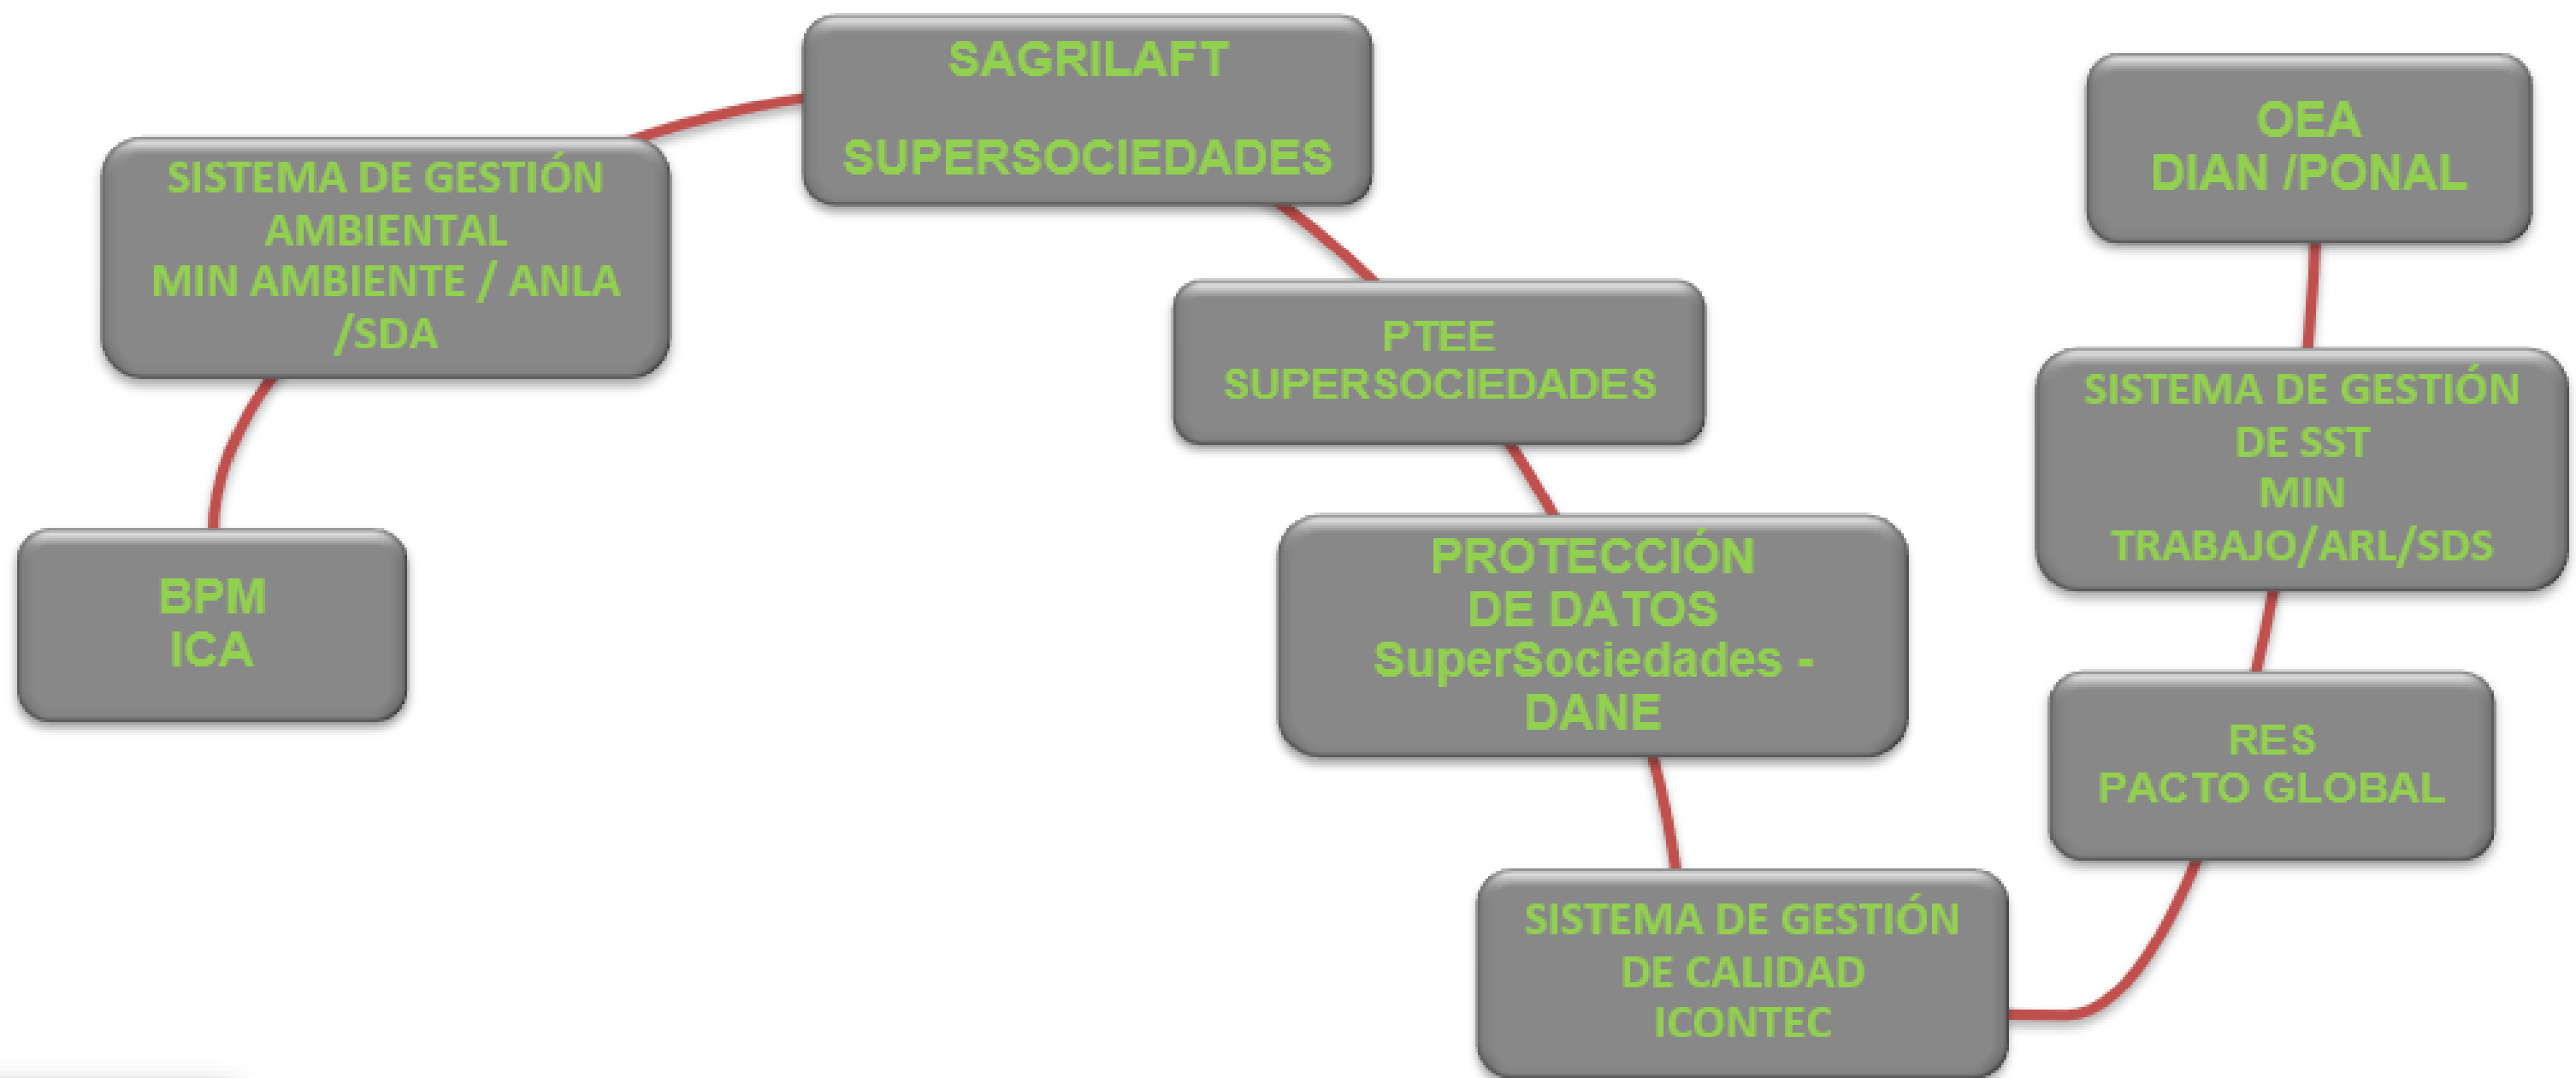 SAGRILAFT
SUPERSOCIEDADES
OEA
DIAN /PONAL
SISTEMA DE GESTIÓN
AMBIENTAL
MIN AMBIENTE / ANLA
/SDA
PTEE
SUPERSOCIEDADES
SISTEMA DE GESTIÓN
DE SST
MIN
TRABAJO/ARL/SDS
BPM
ICA
PROTECCIÓN
DE DATOS
SuperSociedades -
DANE
RES
PACTO GLOBAL
SISTEMA DE GESTIÓN
DE CALIDAD
ICONTEC